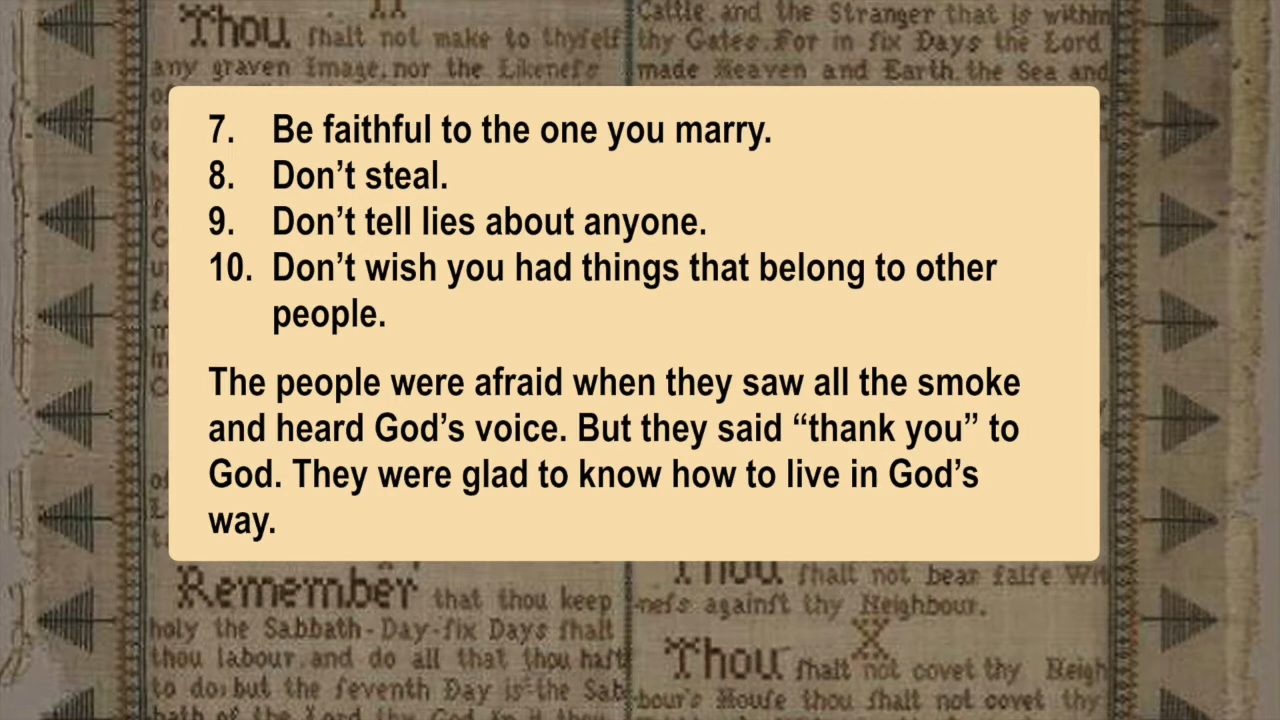 Thou shalt not make to thyself
any graven Image, nor the Likeness
Cattle, and the Stranger that is within
thy Gates. For in six Days the Lord
made Heaven and Earth, the Sea and
7. Be faithful to the one you marry.
8. Don’t steal.
9. Don’t tell lies about anyone.
10. Don’t wish you had things that belong to other
people.
The people were afraid when they saw all the smoke
and heard God’s voice. But they said “thank you” to
God. They were glad to know how to live in God’s
way.
Remember that thou keep
holy the Sabbath-Day-six Days shalt
thou labour and do all that thou hast
to do; but the seventh Day is the Sab
bath of the Lord thy God
Thou shalt not bear false Wit
-ness against thy Neighbour.
X
Thou shalt not covet thy Neigh
bour's House thou shalt not covet thy